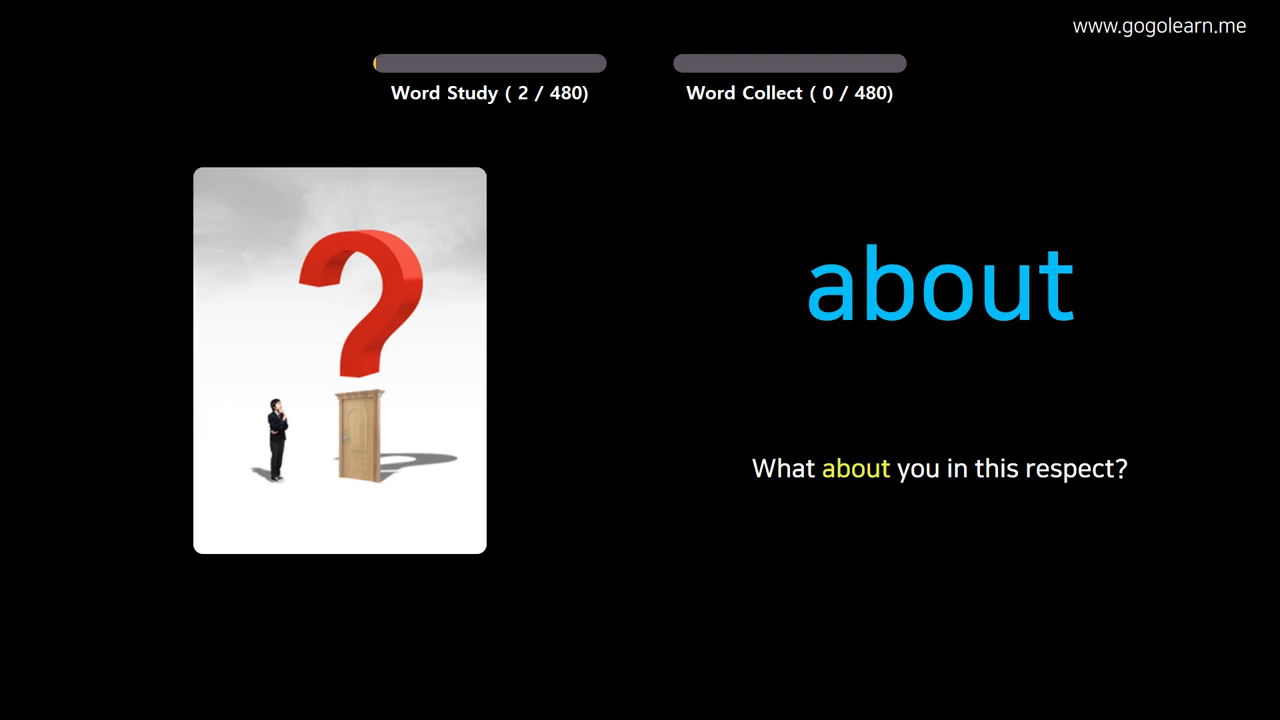 www.gogolearn.me
Word Study ( 2 / 480)
Word Collect ( 0 / 480)
about
What about you in this respect?